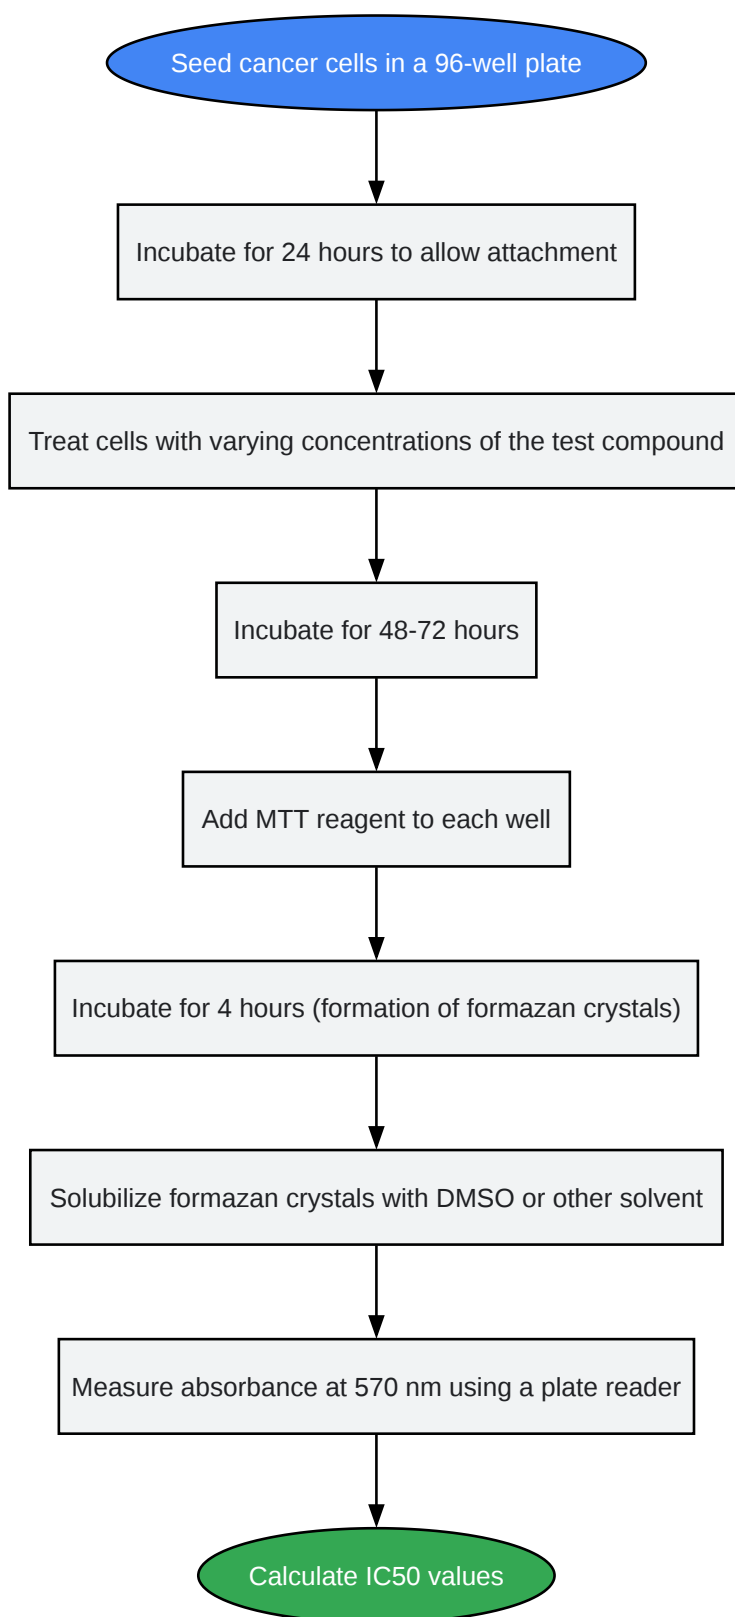 Seed cancer cells in a 96-well plate
Incubate for 24 hours to allow attachment
Treat cells with varying concentrations of the test compound
Incubate for 48-72 hours
Add MTT reagent to each well
Incubate for 4 hours (formation of formazan crystals)
Solubilize formazan crystals with DMSO or other solvent
Measure absorbance at 570 nm using a plate reader
Calculate IC50 values